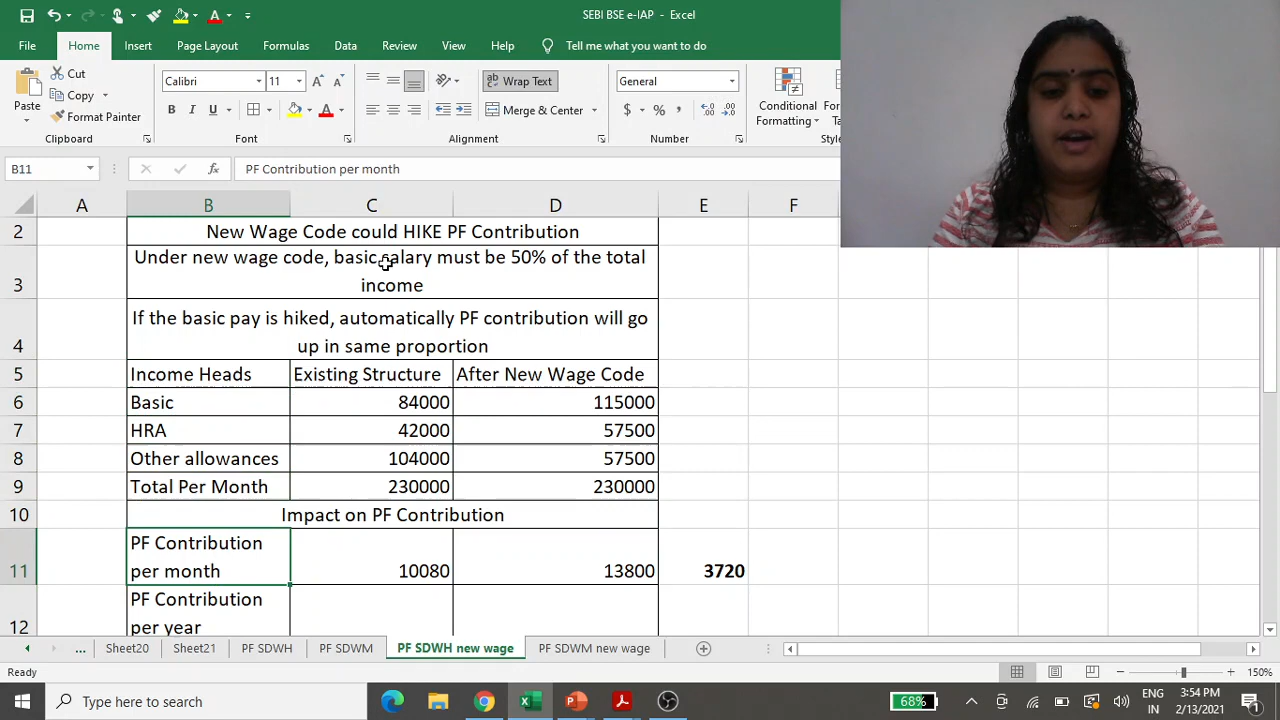 SEBI BSE e-IAP - Excel
File Home Insert Page Layout Formulas Data Review View Help Tell me what you want to do
Paste
Cut
Copy
Format Painter
Clipboard
Calibri 11 A A
B I U A
Font
ab Wrap Text
Merge & Center
Alignment
General
$ % ,
Number
Conditional
Formatting
B11 fx PF Contribution per month
A B C D E F
2 New Wage Code could HIKE PF Contribution
Under new wage code, basic salary must be 50% of the total
3 income
If the basic pay is hiked, automatically PF contribution will go
4 up in same proportion
5 Income Heads Existing Structure After New Wage Code
6 Basic 84000 115000
7 HRA 42000 57500
8 Other allowances 104000 57500
9 Total Per Month 230000 230000
10 Impact on PF Contribution
PF Contribution
11 per month 10080 13800 3720
PF Contribution
12 per year
... Sheet20 Sheet21 PF SDWH PF SDWM PF SDWH new wage PF SDWM new wage
Ready 150%
Type here to search
68%
ENG
IN
3:54 PM
2/13/2021
1